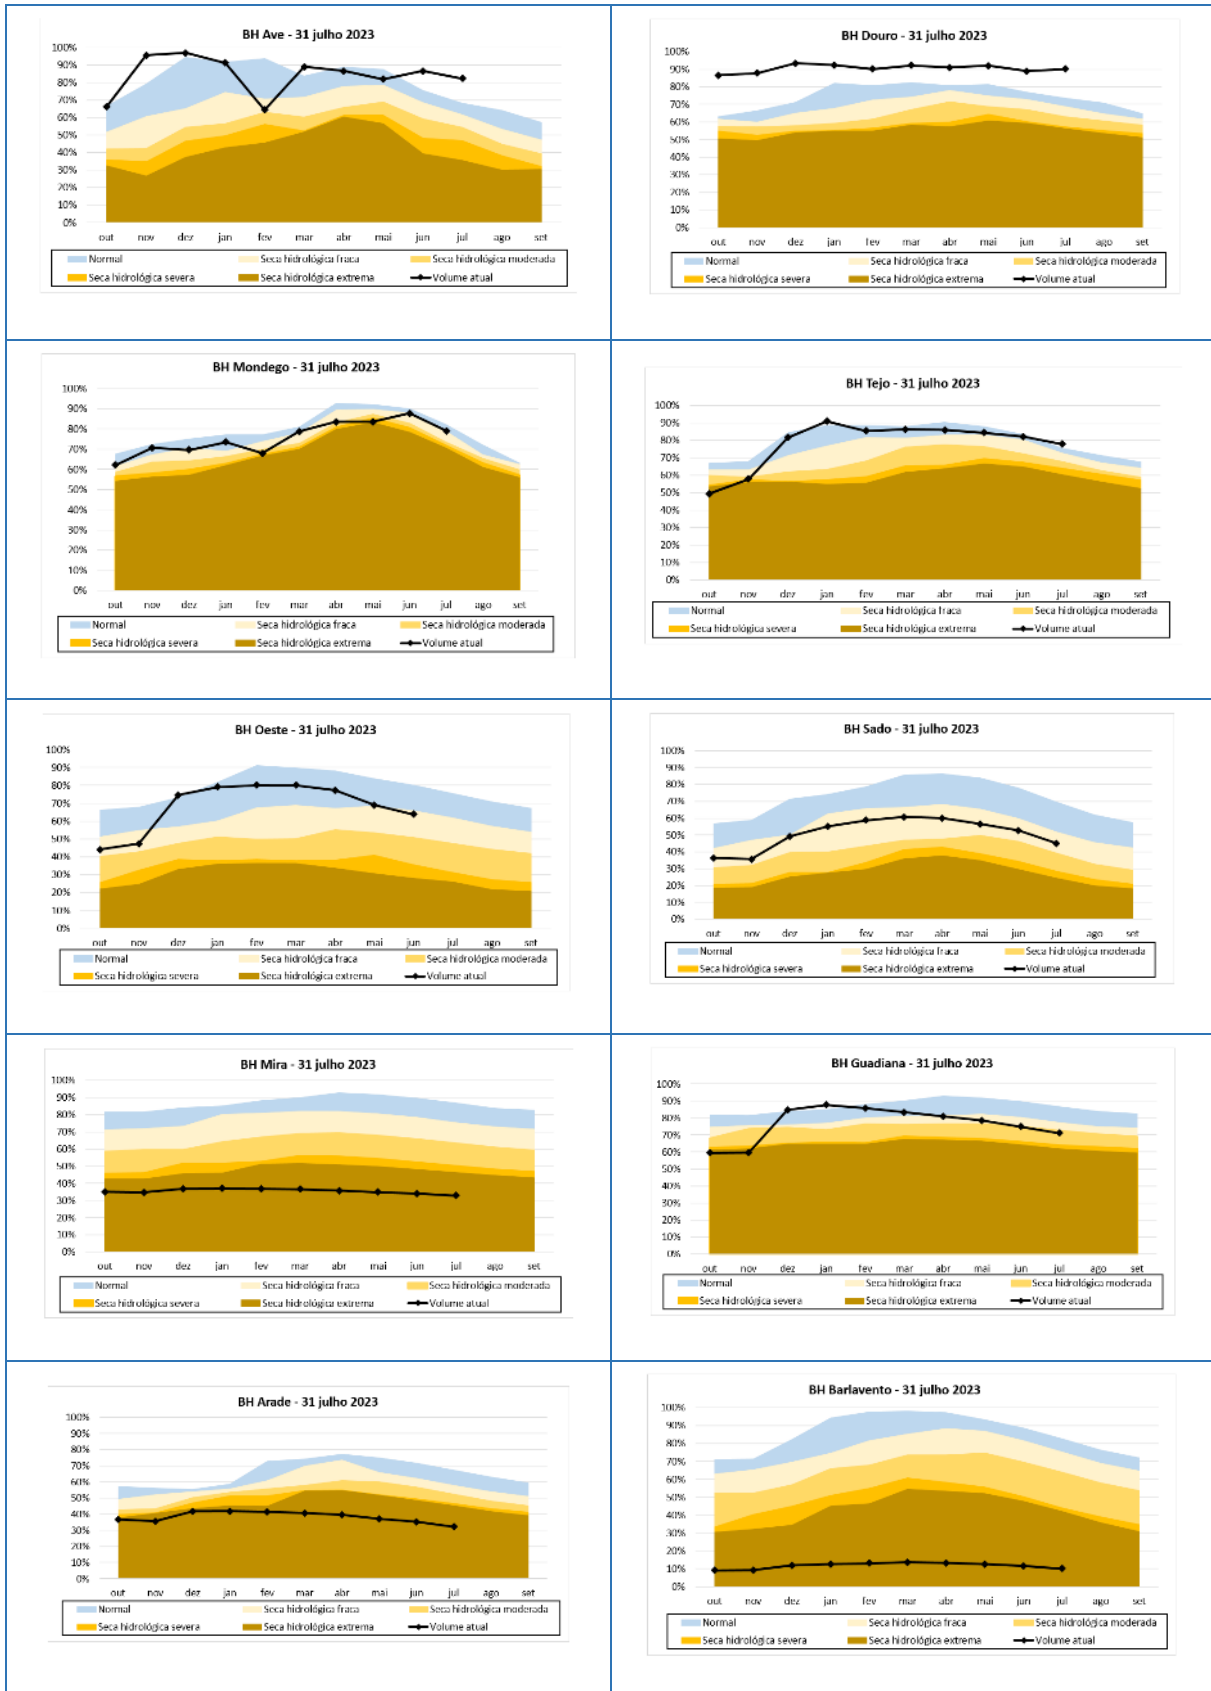 BH Ave - 31 julho 2023
100%
90%
80%
70%
60%
50%
40%
30%
20%
10%
0%
out nov dez jan fev mar abr mai jun jul ago set
Normal Seca hidrológica fraca Seca hidrológica moderada
Seca hidrológica severa Seca hidrológica extrema Volume atual
BH Douro - 31 julho 2023
100%
90%
80%
70%
60%
50%
40%
30%
20%
10%
0%
out nov dez jan fev mar abr mai jun jul ago set
Normal Seca hidrológica fraca Seca hidrológica moderada
Seca hidrológica severa Seca hidrológica extrema Volume atual
BH Mondego - 31 julho 2023
100%
90%
80%
70%
60%
50%
40%
30%
20%
10%
0%
out nov dez jan fev mar abr mai jun jul ago set
Normal Seca hidrológica fraca Seca hidrológica moderada
Seca hidrológica severa Seca hidrológica extrema Volume atual
BH Tejo - 31 julho 2023
100%
90%
80%
70%
60%
50%
40%
30%
20%
10%
0%
out nov dez jan fev mar abr mai jun jul ago set
Normal Seca hidrológica fraca Seca hidrológica moderada
Seca hidrológica severa Seca hidrológica extrema Volume atual
BH Oeste - 31 julho 2023
100%
90%
80%
70%
60%
50%
40%
30%
20%
10%
0%
out nov dez jan fev mar abr mai jun jul ago set
Normal Seca hidrológica fraca Seca hidrológica moderada
Seca hidrológica severa Seca hidrológica extrema Volume atual
BH Sado - 31 julho 2023
100%
90%
80%
70%
60%
50%
40%
30%
20%
10%
0%
out nov dez jan fev mar abr mai jun jul ago set
Normal Seca hidrológica fraca Seca hidrológica moderada
Seca hidrológica severa Seca hidrológica extrema Volume atual
BH Mira - 31 julho 2023
100%
90%
80%
70%
60%
50%
40%
30%
20%
10%
0%
out nov dez jan fev mar abr mai jun jul ago set
Normal Seca hidrológica fraca Seca hidrológica moderada
Seca hidrológica severa Seca hidrológica extrema Volume atual
BH Guadiana - 31 julho 2023
100%
90%
80%
70%
60%
50%
40%
30%
20%
10%
0%
out nov dez jan fev mar abr mai jun jul ago set
Normal Seca hidrológica fraca Seca hidrológica moderada
Seca hidrológica severa Seca hidrológica extrema Volume atual
BH Arade - 31 julho 2023
100%
90%
80%
70%
60%
50%
40%
30%
20%
10%
0%
out nov dez jan fev mar abr mai jun jul ago set
Normal Seca hidrológica fraca Seca hidrológica moderada
Seca hidrológica severa Seca hidrológica extrema Volume atual
BH Barlavento - 31 julho 2023
100%
90%
80%
70%
60%
50%
40%
30%
20%
10%
0%
out nov dez jan fev mar abr mai jun jul ago set
Normal Seca hidrológica fraca Seca hidrológica moderada
Seca hidrológica severa Seca hidrológica extrema Volume atual